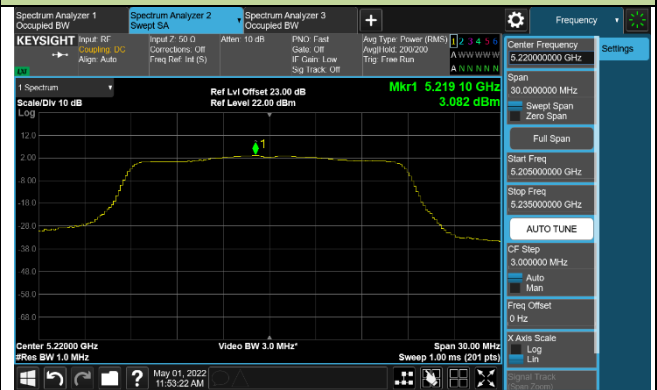 Spectrum Analyzer 1
Occupied BW
Spectrum Analyzer 2
Swept SA
Spectrum Analyzer 3
Occupied BW
+
Frequency
KEYSIGHT
Input: RF
Coupling: DC
Align: Auto
Input Z: 50 Ω
Corrections: Off
Freq Ref: Int (S)
Atten: 10 dB
PNO: Fast
Gate: Off
IF Gain: Low
Sig Track: Off
Avg Type: Power (RMS)
Avg|Hold: 200/200
Trig: Free Run
1 2 3 4 5 6
A W W W W W
A N N N N N
LXI
1 Spectrum
Scale/Div 10 dB
Log
Ref Lvl Offset 23.00 dB
Ref Level 22.00 dBm
Mkr1 5.219 10 GHz
3.082 dBm
1
12.0
2.00
-8.00
-18.0
-28.0
-38.0
-48.0
-58.0
-68.0
Center 5.22000 GHz
#Res BW 1.0 MHz
Video BW 3.0 MHz*
Span 30.00 MHz
Sweep 1.00 ms (201 pts)
May 01, 2022
11:53:22 AM
?
Settings
Center Frequency
5.220000000 GHz
Span
30.0000000 MHz
Swept Span
Zero Span
Full Span
Start Freq
5.205000000 GHz
Stop Freq
5.235000000 GHz
AUTO TUNE
CF Step
3.000000 MHz
Auto
Man
Freq Offset
0 Hz
X Axis Scale
Log
Lin
Signal Track
(Span Zoom)